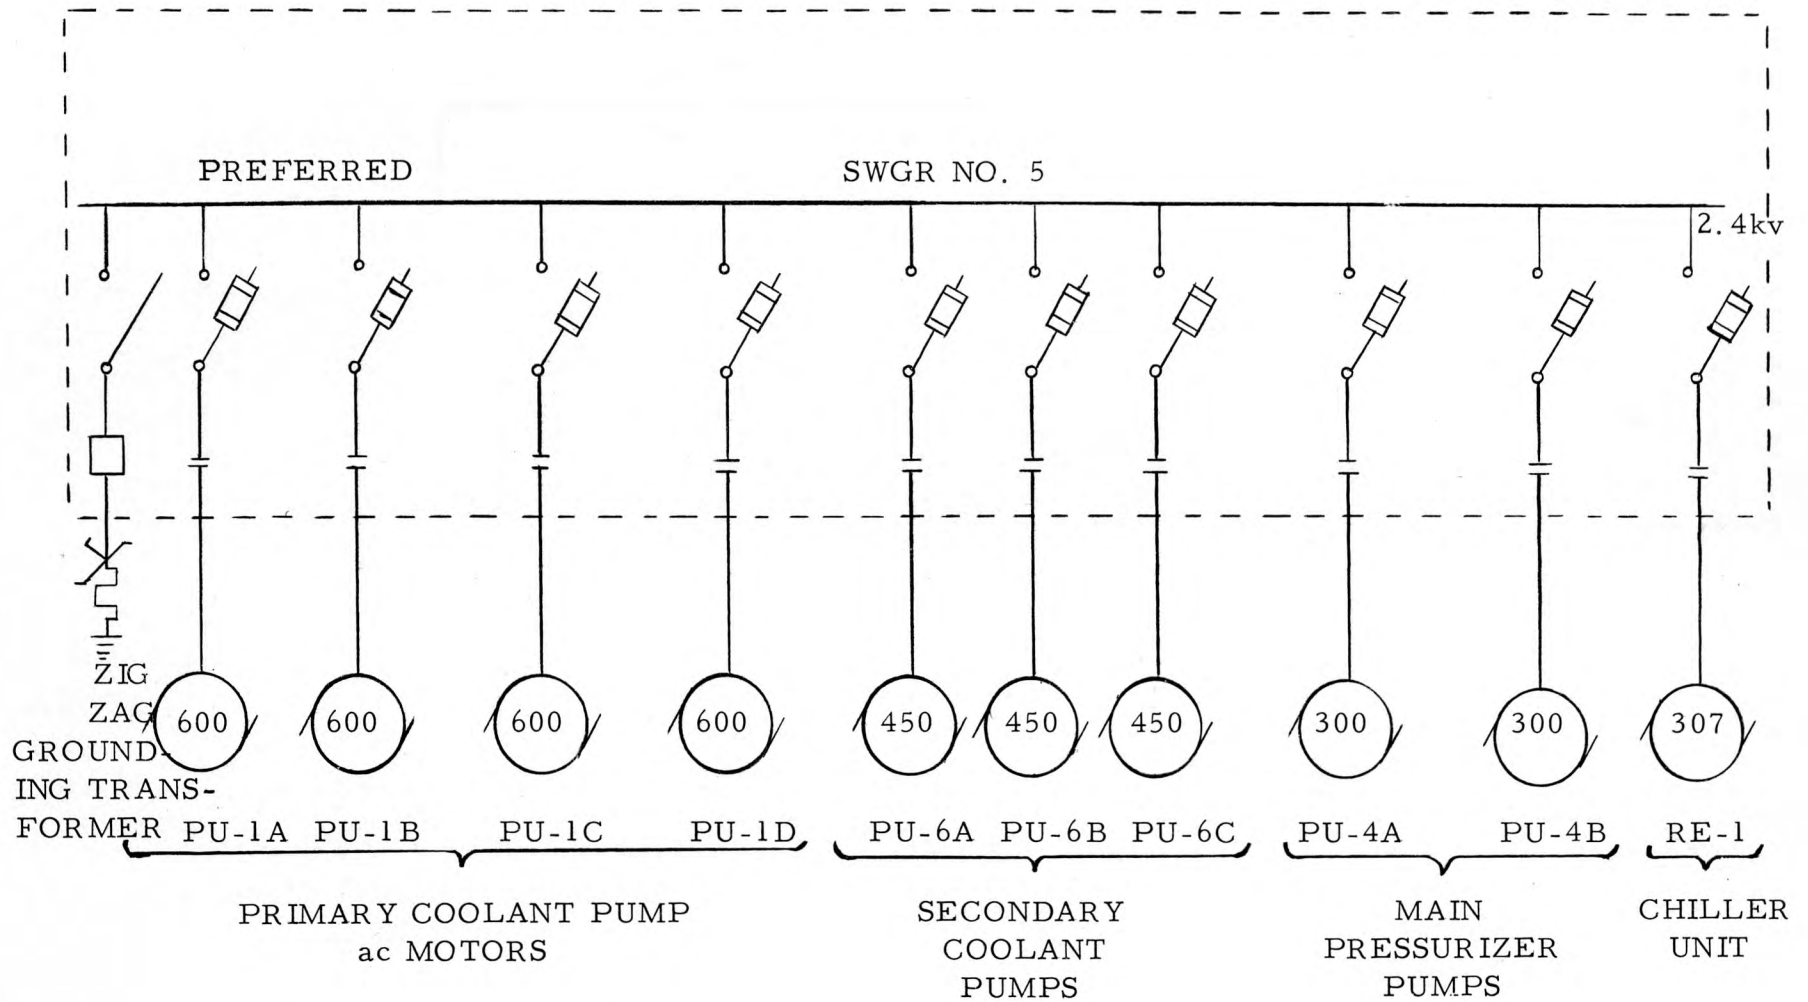 PREFERRED
SWGR NO. 5
2.4kv
ZIG
ZAG
GROUND-
ING TRANS-
FORMER
600
600
600
600
450
450
450
300
300
307
PU-1A
PU-1B
PU-1C
PU-1D
PU-6A
PU-6B
PU-6C
PU-4A
PU-4B
RE-1
PRIMARY COOLANT PUMP
ac MOTORS
SECONDARY
COOLANT
PUMPS
MAIN
PRESSURIZER
PUMPS
CHILLER
UNIT